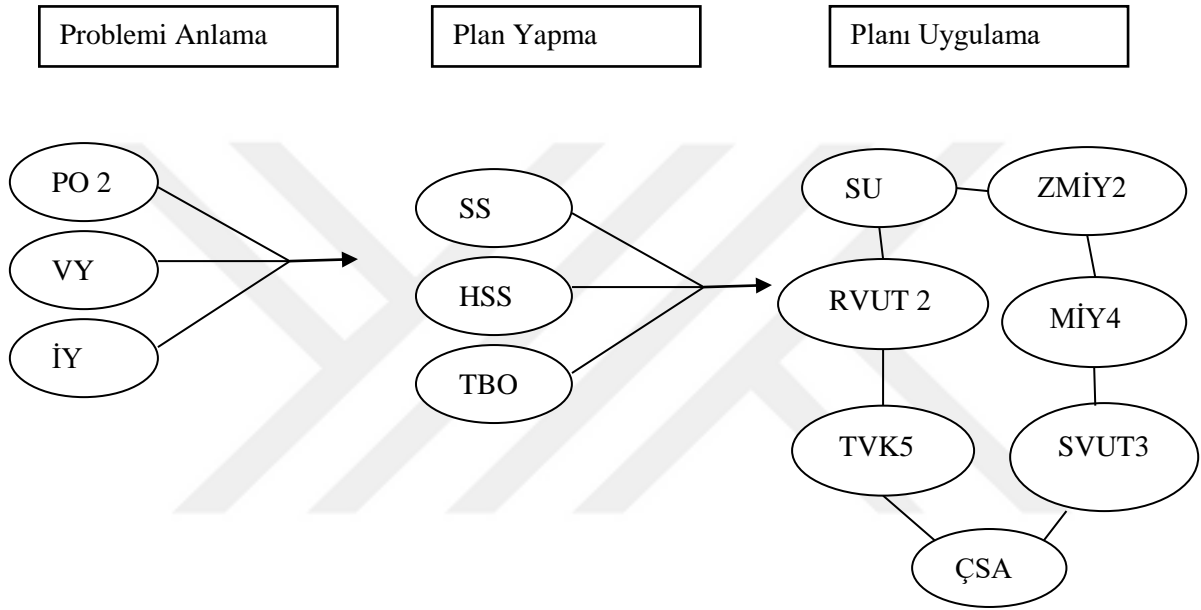 Problemi Anlama
Plan Yapma
Planı Uygulama
PO 2
VY
İY
SS
HSS
TBO
SU
ZMİY2
RVUT 2
MİY4
TVK5
SVUT3
ÇSA